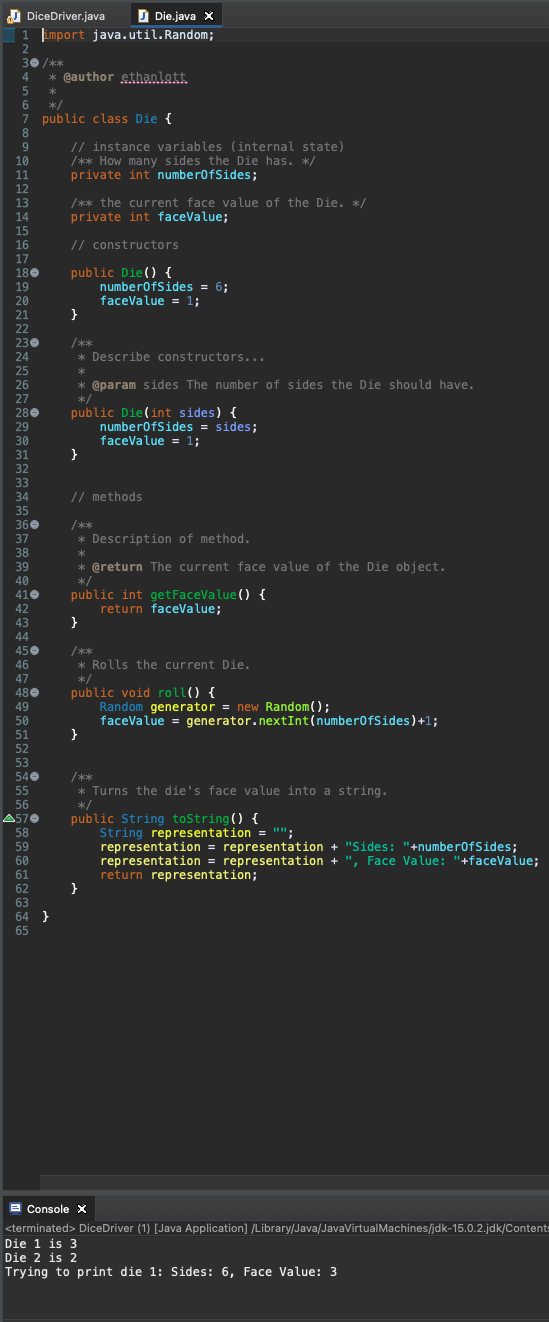 DiceDriver.java Die.java
1 import java.util.Random;
2
3 /**
4  * @author ethanlott
5  *
6  */
7 public class Die {
8
9     // instance variables (internal state)
10     /** How many sides the Die has. */
11     private int numberOfSides;
12
13     /** the current face value of the Die. */
14     private int faceValue;
15
16     // constructors
17
18     public Die() {
19         numberOfSides = 6;
20         faceValue = 1;
21     }
22
23     /**
24      * Describe constructors...
25      *
26      * @param sides The number of sides the Die should have.
27      */
28     public Die(int sides) {
29         numberOfSides = sides;
30         faceValue = 1;
31     }
32
33
34     // methods
35
36     /**
37      * Description of method.
38      *
39      * @return The current face value of the Die object.
40      */
41     public int getFaceValue() {
42         return faceValue;
43     }
44
45     /**
46      * Rolls the current Die.
47      */
48     public void roll() {
49         Random generator = new Random();
50         faceValue = generator.nextInt(numberOfSides)+1;
51     }
52
53
54     /**
55      * Turns the die's face value into a string.
56      */
57     public String toString() {
58         String representation = "";
59         representation = representation + "Sides: "+numberOfSides;
60         representation = representation + ", Face Value: "+faceValue;
61         return representation;
62     }
63
64 }
65
Console
<terminated> DiceDriver (1) [Java Application] /Library/Java/JavaVirtualMachines/jdk-15.0.2.jdk/Contents
Die 1 is 3
Die 2 is 2
Trying to print die 1: Sides: 6, Face Value: 3